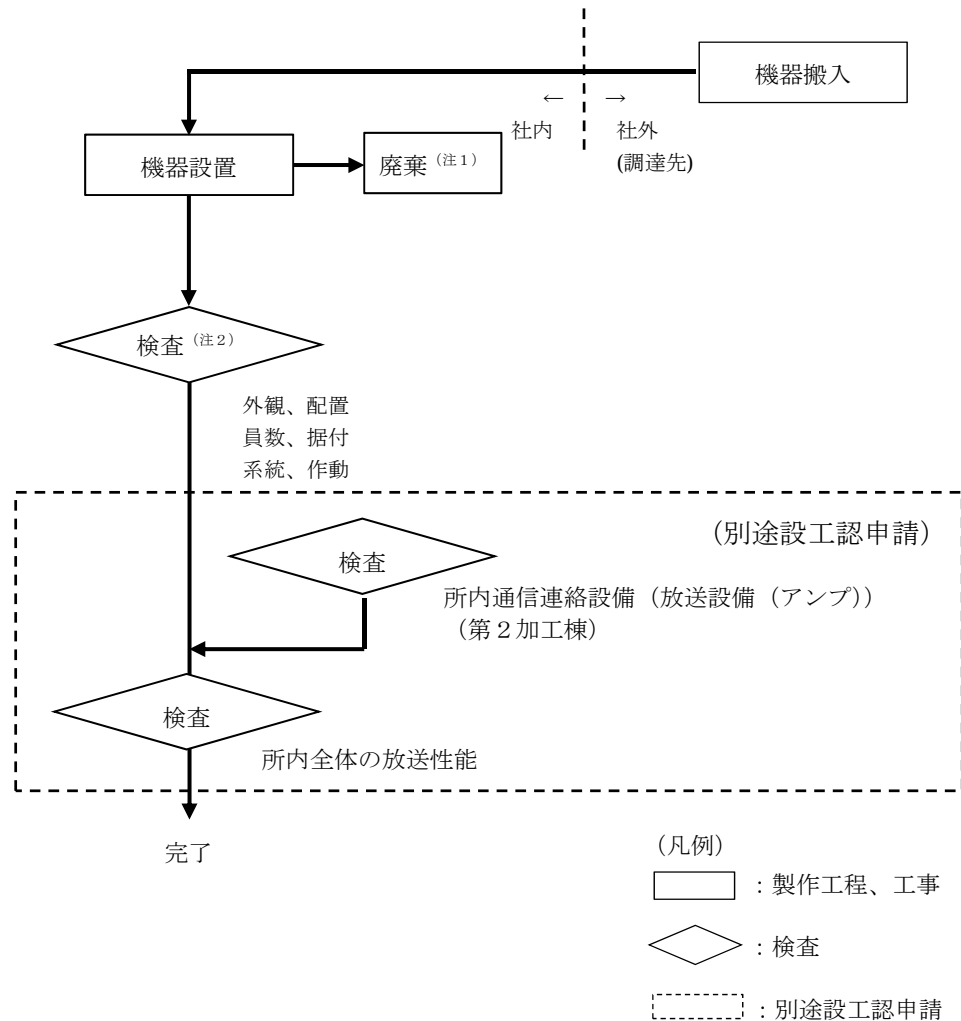 機器搬入
← →
社内 社外
(調達先)
機器設置
廃棄（注１）
検査（注２）
外観、配置
員数、据付
系統、作動
（別途設工認申請）
検査
所内通信連絡設備（放送設備（アンプ））
（第２加工棟）
検査
所内全体の放送性能
完了
（凡例）
：製作工程、工事
：検査
：別途設工認申請